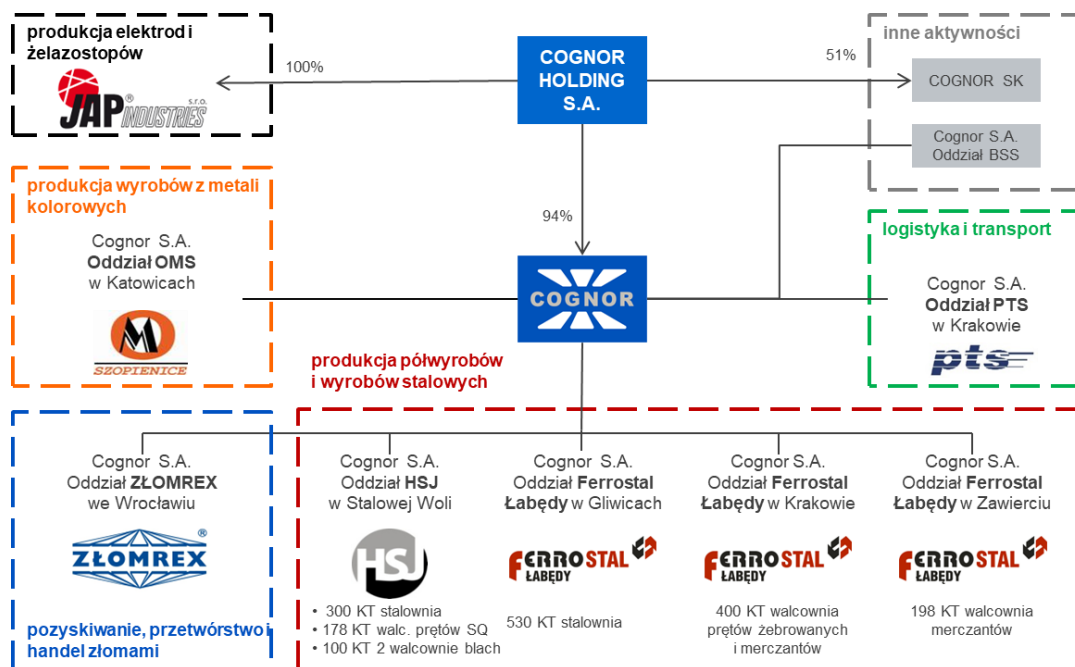 produkcja elektrod i
żelazostopów
JAP®
INDUSTRIES s.r.o.
100%
COGNOR
HOLDING
S.A.
51%
inne aktywności
COGNOR SK
Cognor S.A.
Oddział BSS
produkcja wyrobów z metali
kolorowych
Cognor S.A.
Oddział OMS
w Katowicach
SZOPIENICE
94%
COGNOR
logistyka i transport
Cognor S.A.
Oddział PTS
w Krakowie
pts
produkcja półwyrobów
i wyrobów stalowych
Cognor S.A.
Oddział ZŁOMREX
we Wrocławiu
ZŁOMREX®
pozyskiwanie, przetwórstwo i
handel złomami
Cognor S.A.
Oddział HSJ
w Stalowej Woli
HSJ
• 300 KT stalownia
• 178 KT walc. prętów SQ
• 100 KT 2 walcownie blach
Cognor S.A.
Oddział Ferrostal
Łabędy w Gliwicach
FERROSTAL
ŁABĘDY
530 KT stalownia
Cognor S.A.
Oddział Ferrostal
Łabędy w Krakowie
FERROSTAL
ŁABĘDY
400 KT walcownia
prętów żebrowanych
i merczantów
Cognor S.A.
Oddział Ferrostal
Łabędy w Zawierciu
FERROSTAL
ŁABĘDY
198 KT walcownia
merczantów